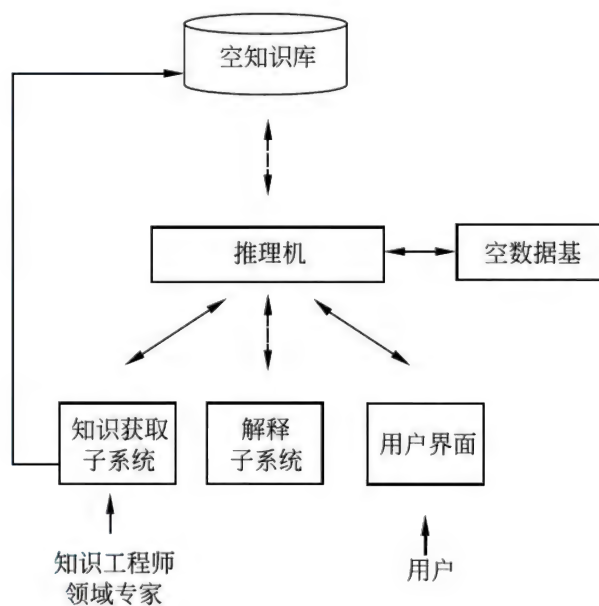 空知识库
推理机
空数据基
知识获取
子系统
解释
子系统
用户界面
知识工程师
领域专家
用户